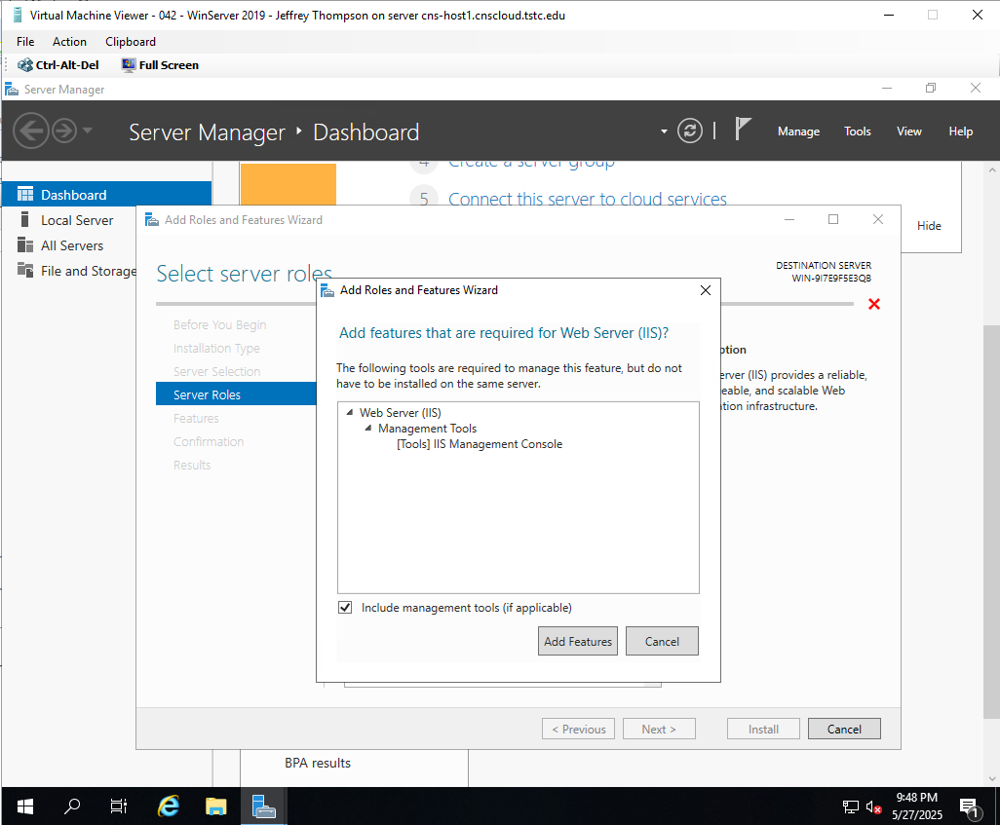 Virtual Machine Viewer - 042 - WinServer 2019 - Jeffrey Thompson on server cns-host1.cnscloud.tstc.edu
File Action Clipboard
Ctrl-Alt-Del Full Screen
Server Manager
Server Manager Dashboard
Manage Tools View Help
4 Create a server group
5 Connect this server to cloud services
Hide
Dashboard
Local Server
All Servers
File and Storage
Add Roles and Features Wizard
Select server roles
DESTINATION SERVER
WIN-9I7E9F5E3QB
Before You Begin
Installation Type
Server Selection
Server Roles
Features
Confirmation
Results
ption
erver (IIS) provides a reliable,
eable, and scalable Web
tion infrastructure.
Add Roles and Features Wizard
Add features that are required for Web Server (IIS)?
The following tools are required to manage this feature, but do not
have to be installed on the same server.
Web Server (IIS)
Management Tools
[Tools] IIS Management Console
Include management tools (if applicable)
Add Features Cancel
< Previous Next > Install Cancel
BPA results
9:48 PM
5/27/2025
1